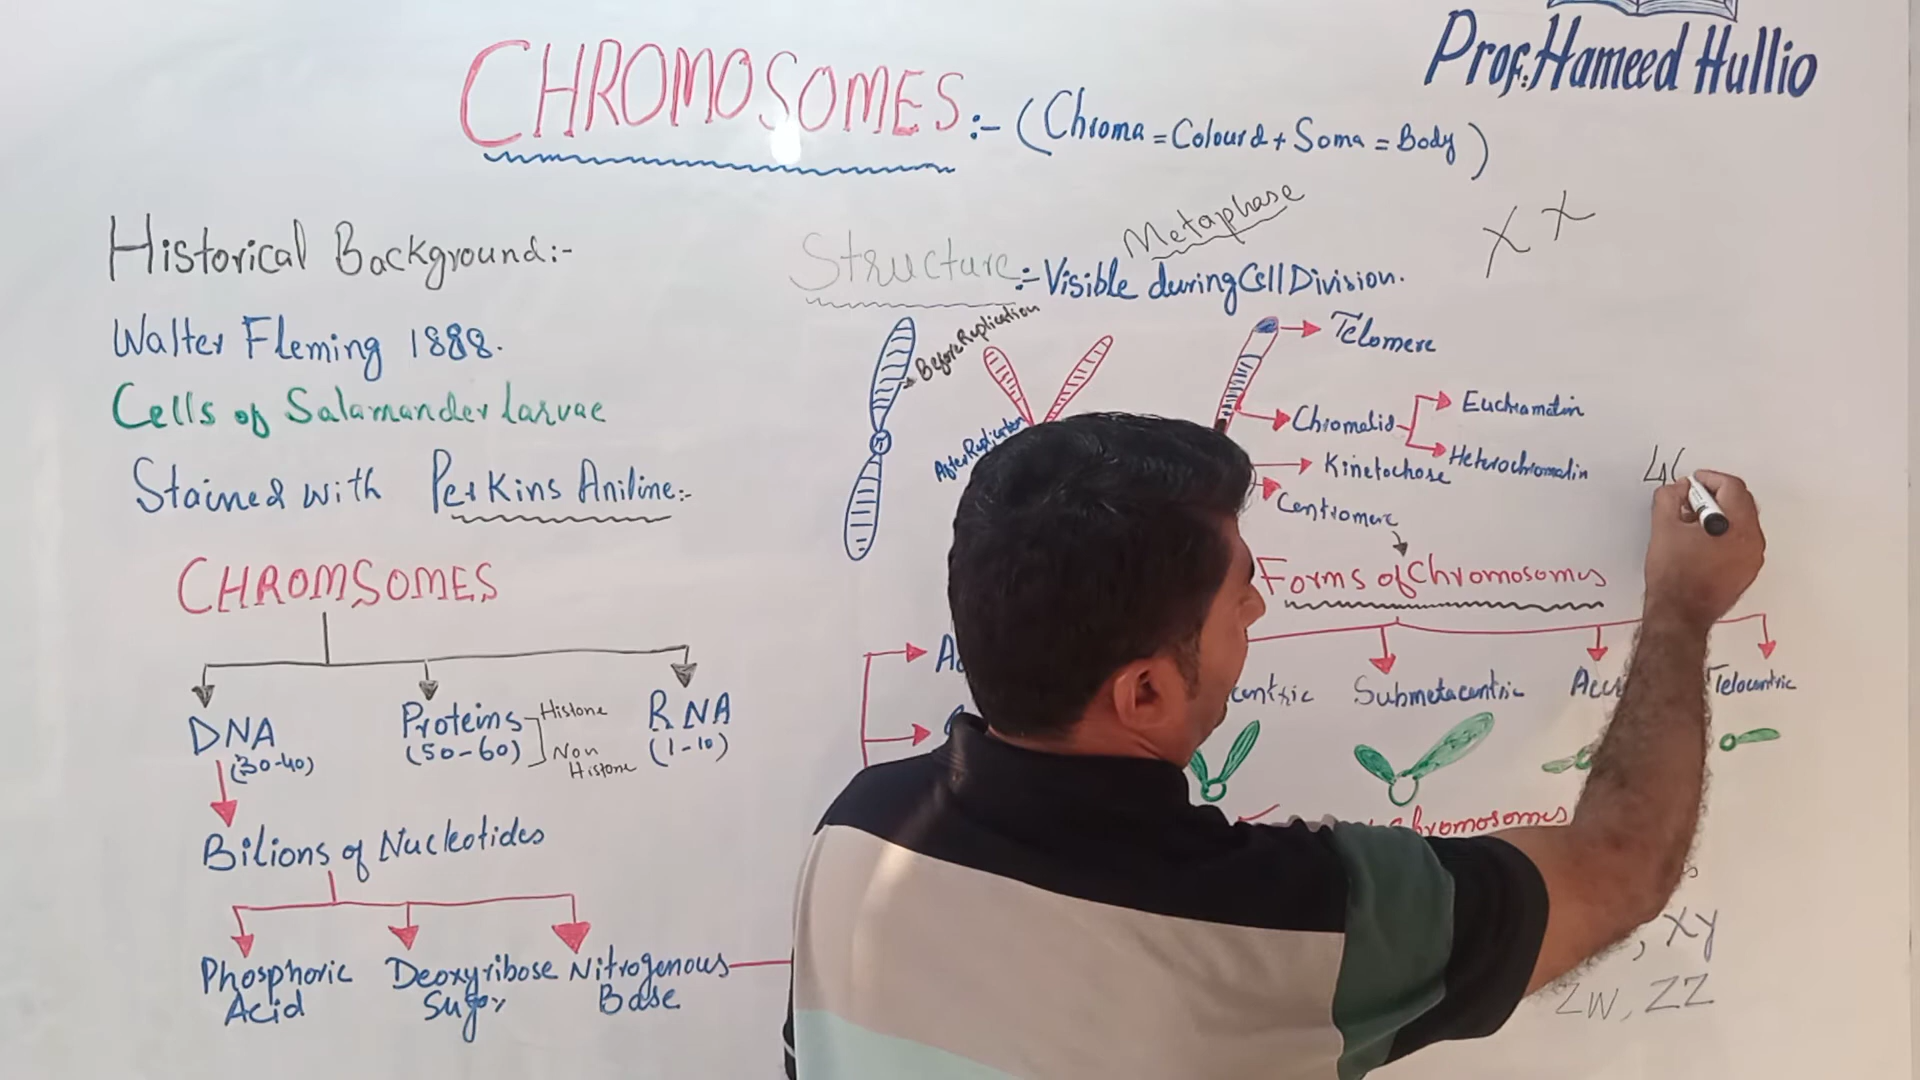 Prof: Hameed Hullio
CHROMOSOMES :- (Chroma = Colourd + Soma = Body)
Historical Background:-
Walter Fleming 1888.
Cells of Salamander larvae
Stained with Perkins Aniline:-
CHROMSOMES
DNA
(30-40)
Proteins
(50-60)
Histone
Non
Histone
RNA
(1-10)
Bilions of Nucleotides
Phosphoric
Acid
Deoxyribose
Sugar
Nitrogenous
Base
Metaphase
Structure:- Visible during Cell Division.
X X
Before Replication
After Replication
Telomere
Chromatid
Euchromatin
Heterochromatin
Kinetochore
Centromere
Forms of Chromosomes
centric
Submetacentric
Telocentric
Chromosomes
, XY
ZW, ZZ